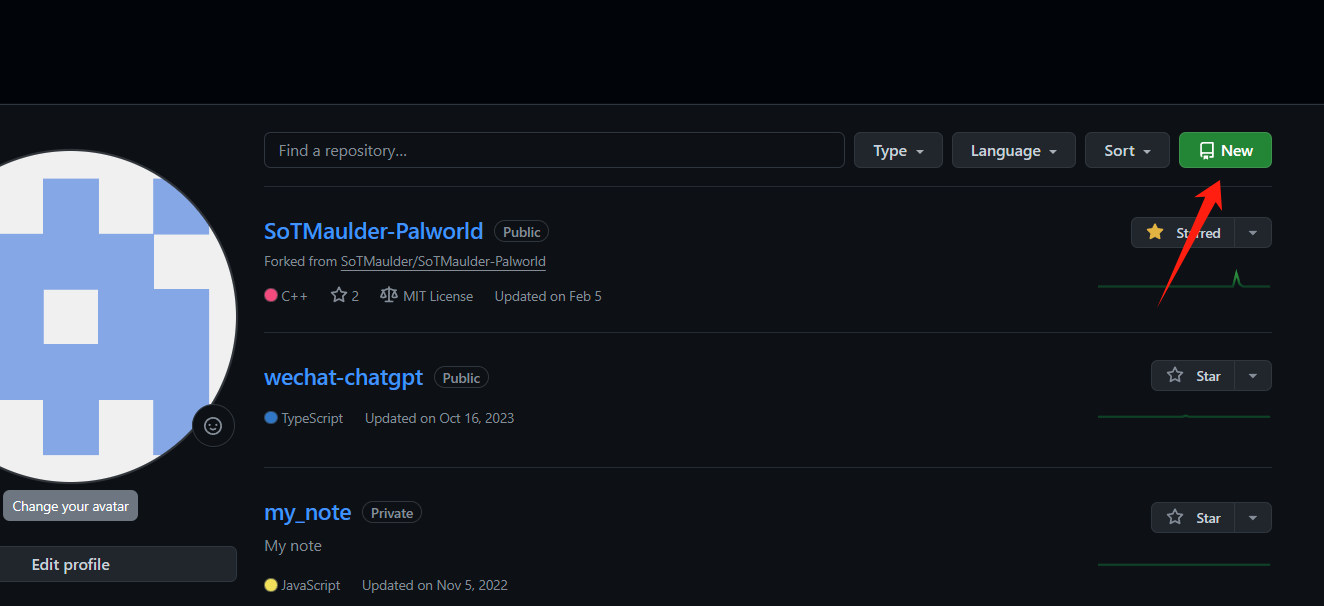 Find a repository...
Type
Language
Sort
New
SoTMaulder-Palworld Public
Starred
Forked from SoTMaulder/SoTMaulder-Palworld
C++ 2 MIT License Updated on Feb 5
wechat-chatgpt Public
Star
TypeScript Updated on Oct 16, 2023
Change your avatar
my_note Private
Star
My note
Edit profile
JavaScript Updated on Nov 5, 2022